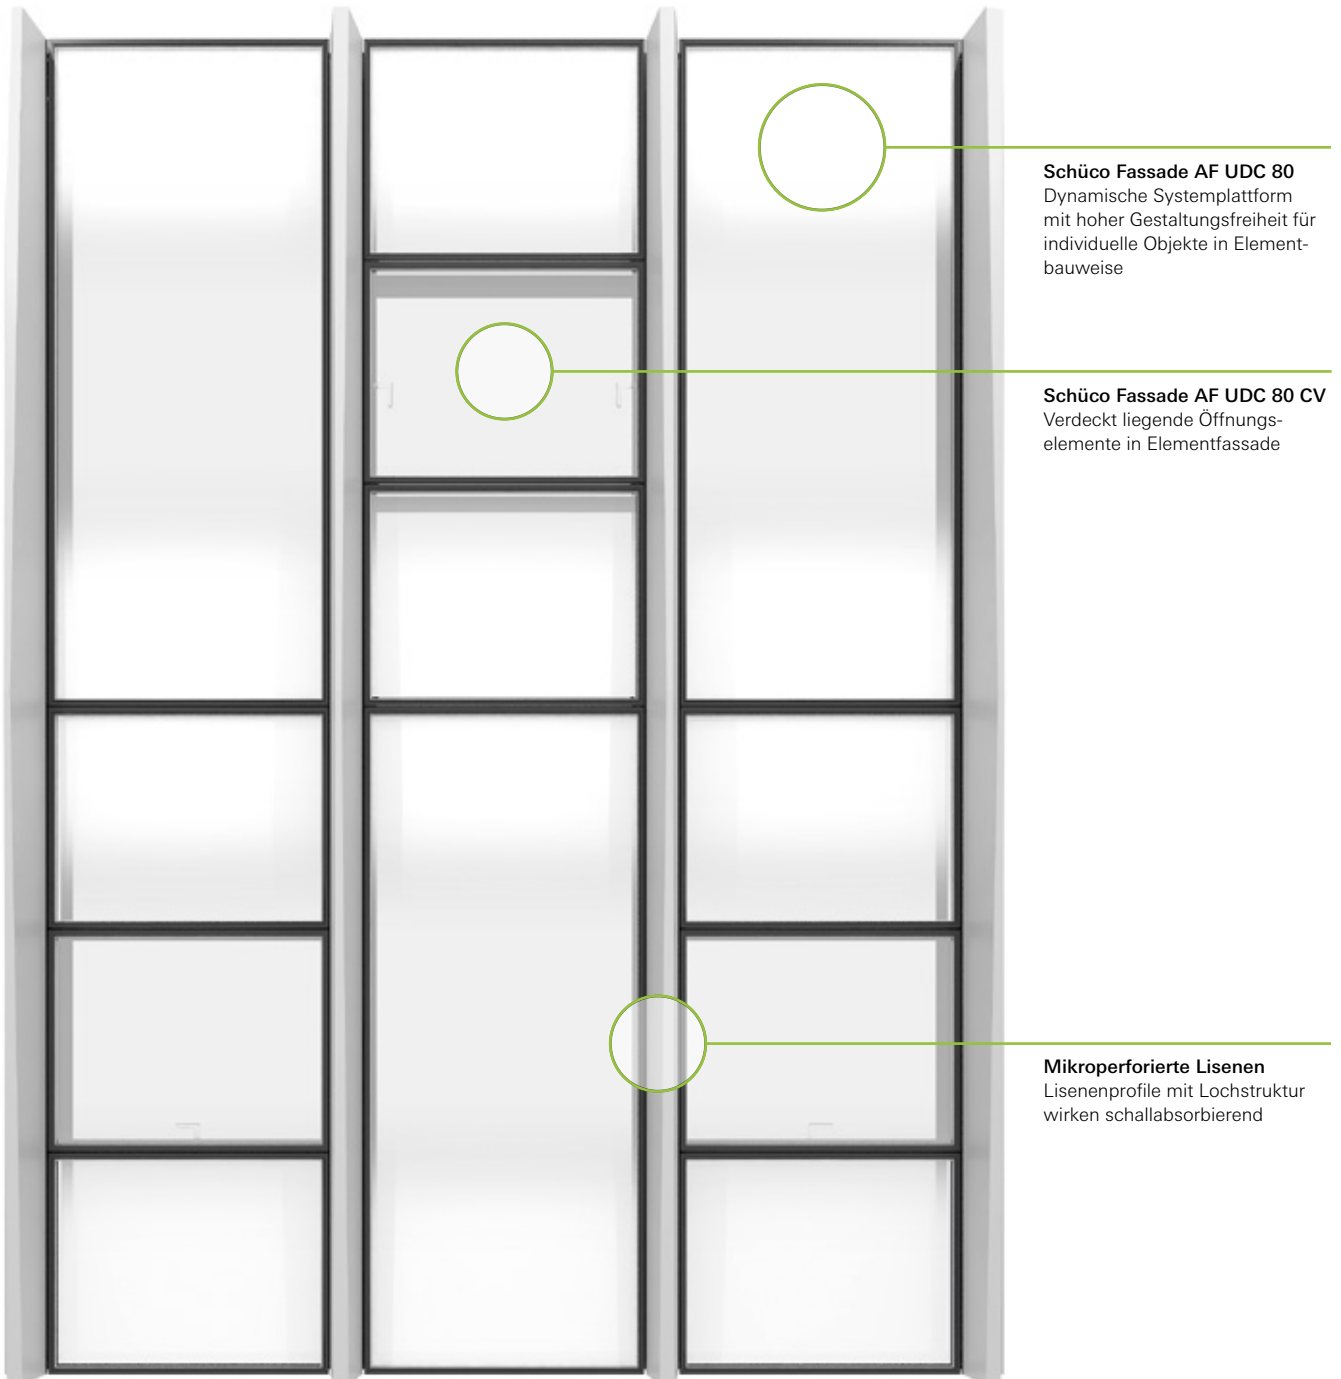 Schüco Fassade AF UDC 80
Dynamische Systemplattform
mit hoher Gestaltungsfreiheit für
individuelle Objekte in Element-
bauweise
Schüco Fassade AF UDC 80 CV
Verdeckt liegende Öffnungs-
elemente in Elementfassade
Mikroperforierte Lisenen
Lisenenprofile mit Lochstruktur
wirken schallabsorbierend